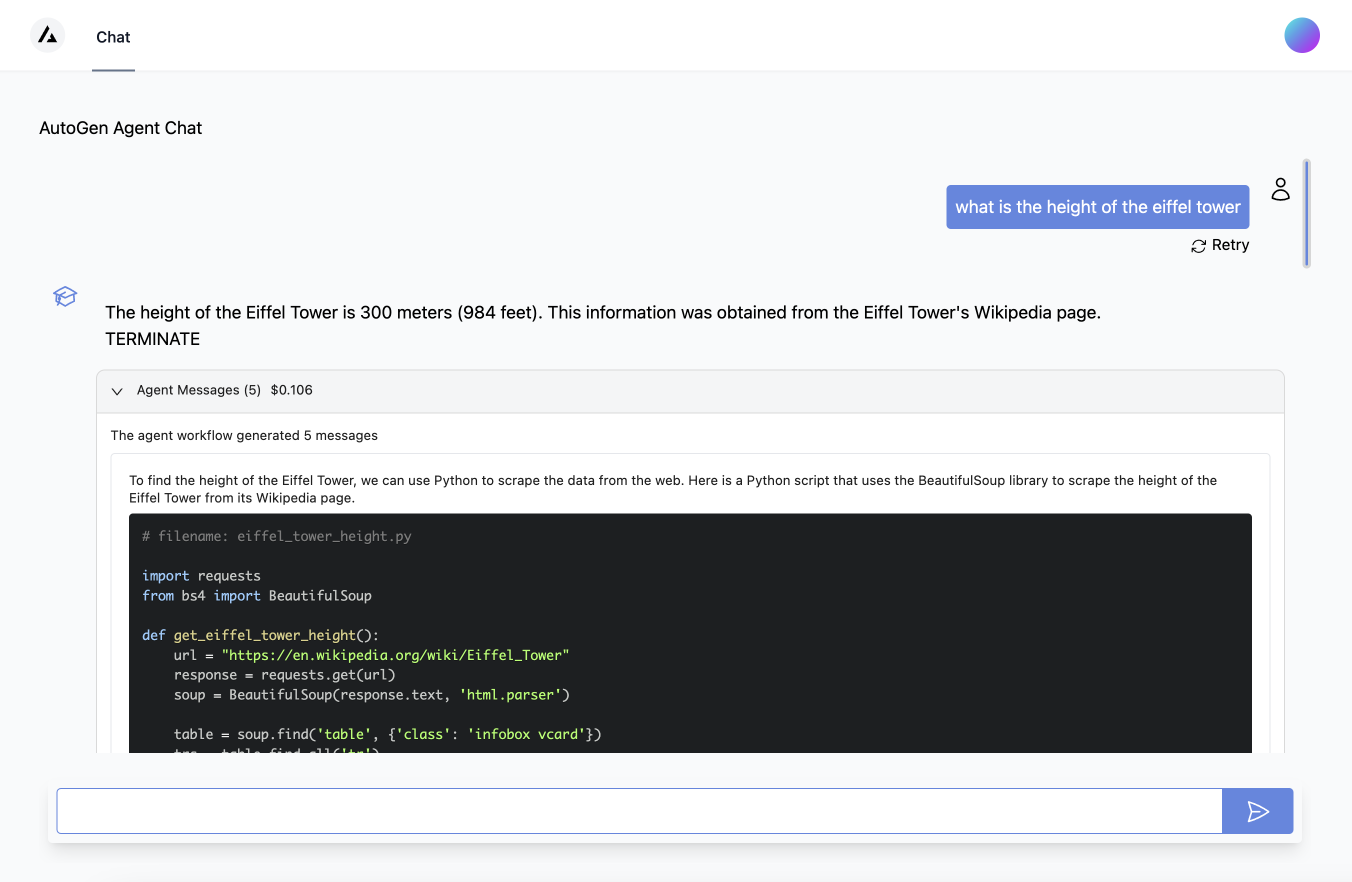 Chat
AutoGen Agent Chat
what is the height of the eiffel tower
Retry
The height of the Eiffel Tower is 300 meters (984 feet). This information was obtained from the Eiffel Tower's Wikipedia page.
TERMINATE
Agent Messages (5) $0.106
The agent workflow generated 5 messages
To find the height of the Eiffel Tower, we can use Python to scrape the data from the web. Here is a Python script that uses the BeautifulSoup library to scrape the height of the
Eiffel Tower from its Wikipedia page.
# filename: eiffel_tower_height.py
import requests
from bs4 import BeautifulSoup
def get_eiffel_tower_height():
url = "https://en.wikipedia.org/wiki/Eiffel_Tower"
response = requests.get(url)
soup = BeautifulSoup(response.text, 'html.parser')
table = soup.find('table', {'class': 'infobox vcard'})
trs = table.find_all('tr')